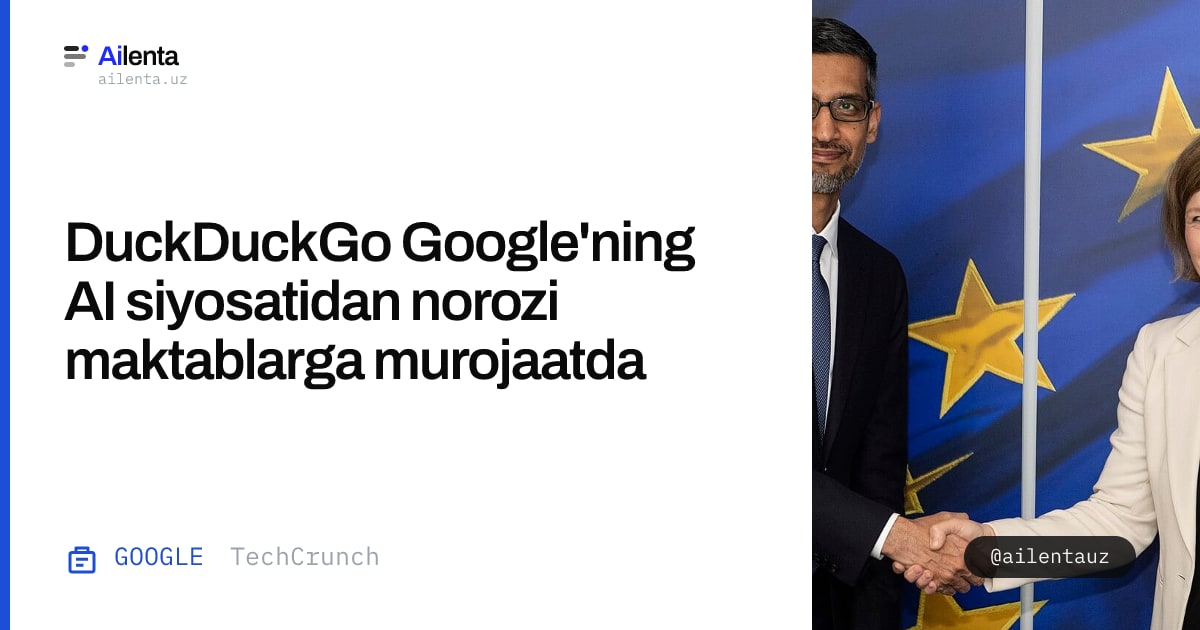 Ailenta
ailenta.uz
DuckDuckGo Google'ning
AI siyosatidan norozi
maktablarga murojaatda
GOOGLE TechCrunch
@ailentauz